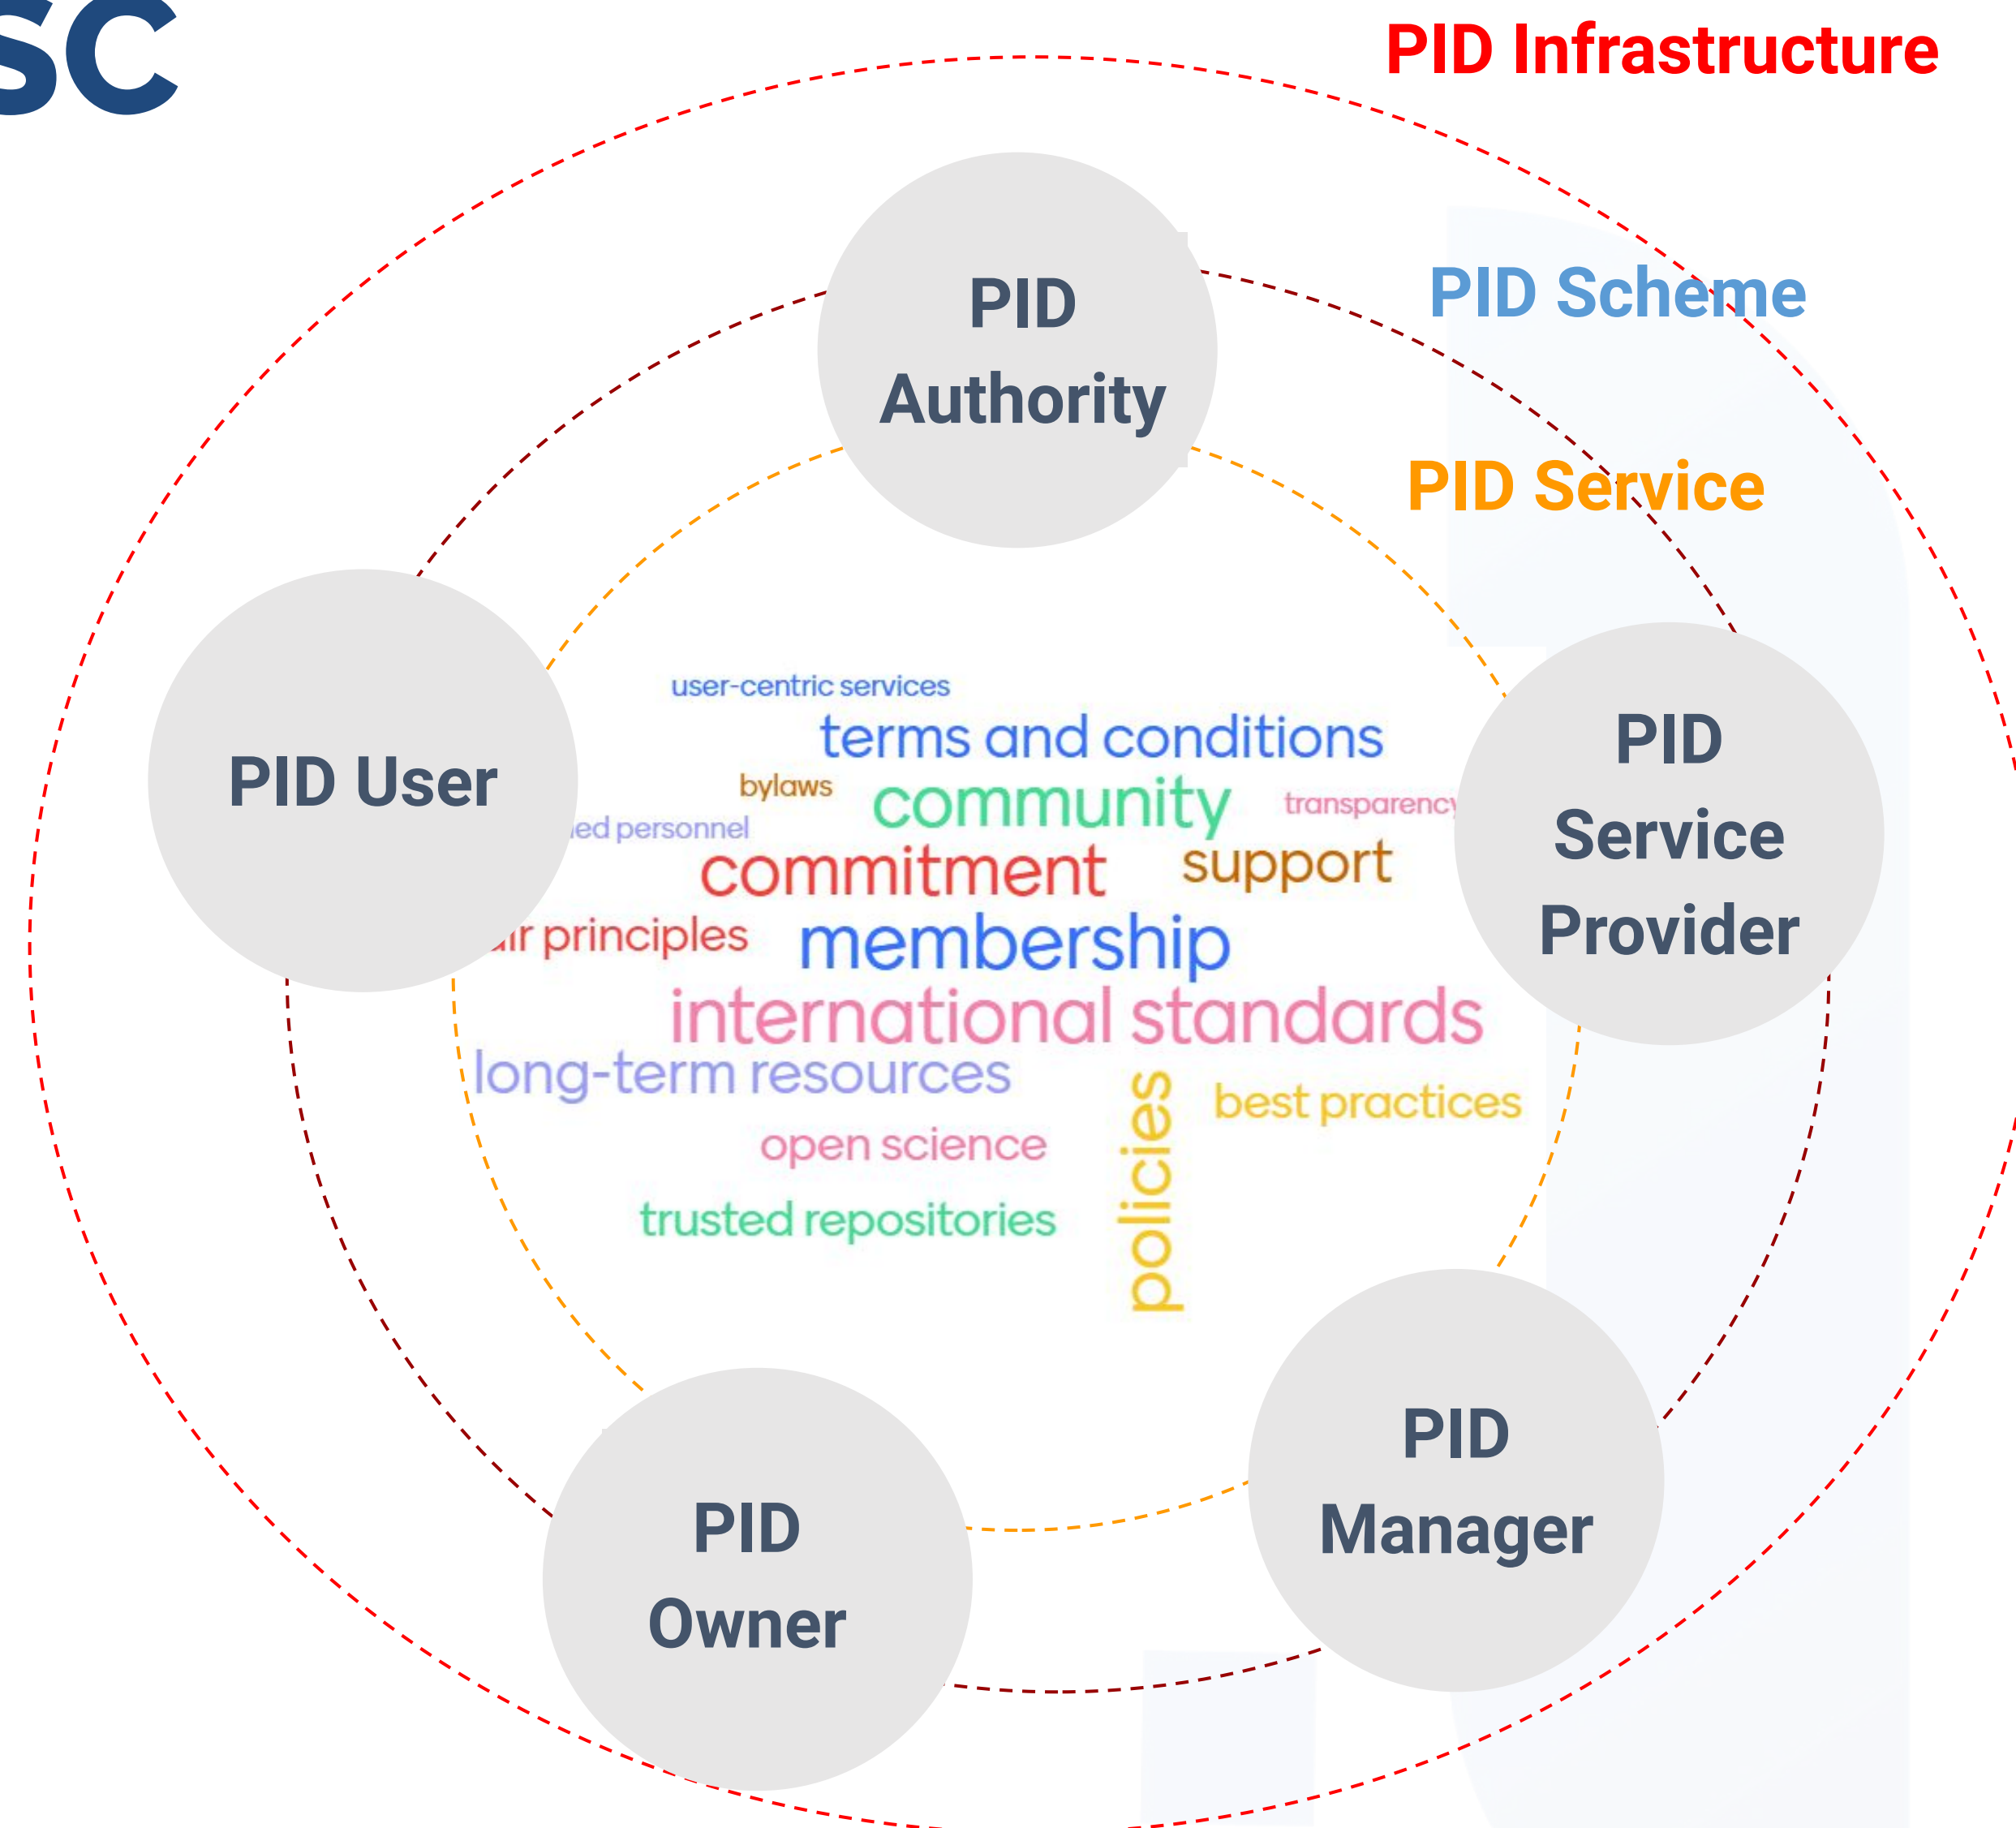 SC
PID Infrastructure
PID Scheme
PID
Authority
PID Service
user-centric services
terms and conditions
PID User
bylaws
community
transparency
personnel
commitment
support
PID
Service
Provider
principles
membership
international standards
long-term resources
best practices
policies
open science
trusted repositories
PID
Manager
PID
Owner